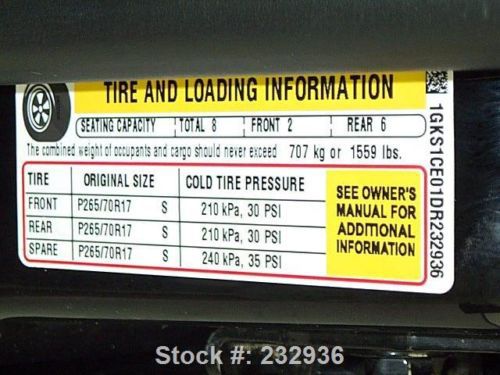 TIRE AND LOADING INFORMATION
SEATING CAPACITY TOTAL 8 FRONT 2 REAR 6
The combined weight of occupants and cargo should never exceed 707 kg or 1559 lbs.
TIRE ORIGINAL SIZE COLD TIRE PRESSURE
FRONT P265/70R17 S 210 kPa, 30 PSI
REAR P265/70R17 S 210 kPa, 30 PSI
SPARE P265/70R17 S 240 kPa, 35 PSI
SEE OWNER'S
MANUAL FOR
ADDITIONAL
INFORMATION
1GKS1CE01DR232936
Stock #: 232936